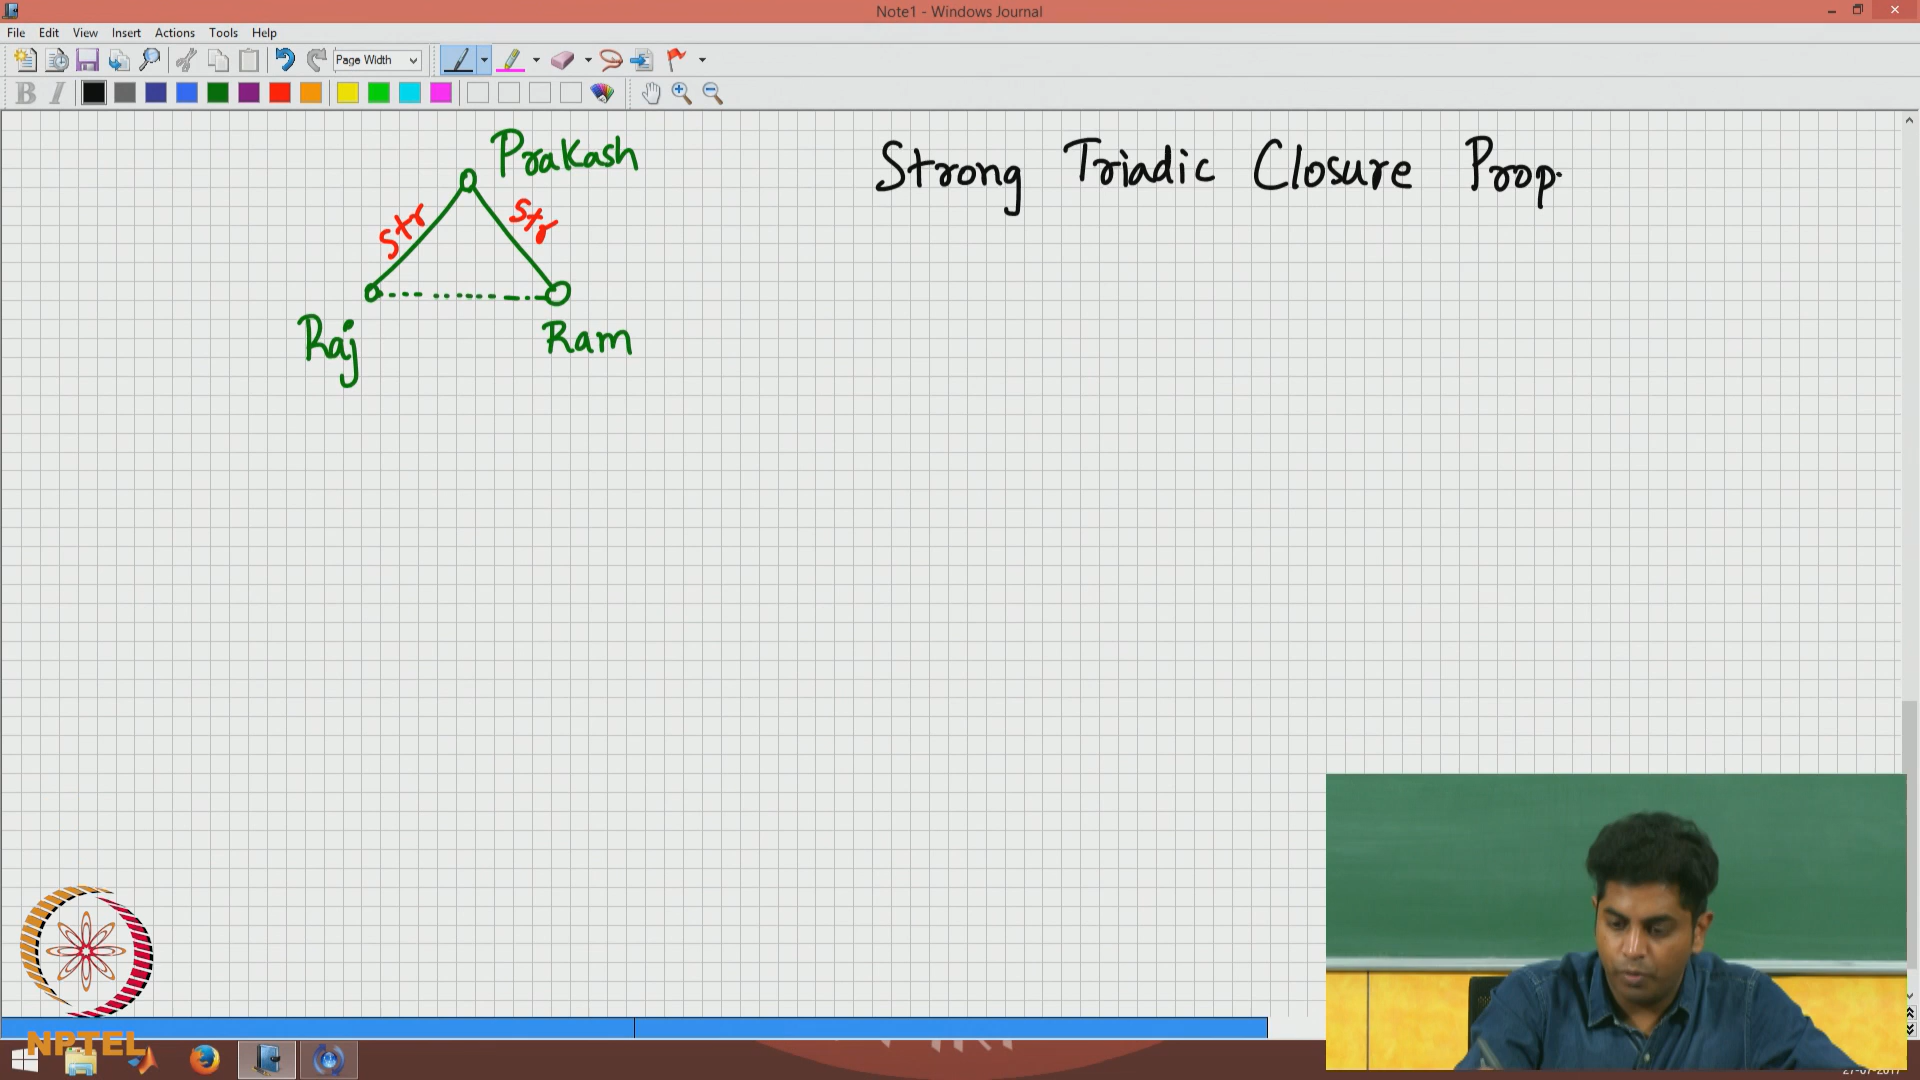 Note1 - Windows Journal
File Edit View Insert Actions Tools Help
Page Width
B I
Prakash
Strong Triadic Closure Prop.
Str
Str
Raj
Ram
NPTEL